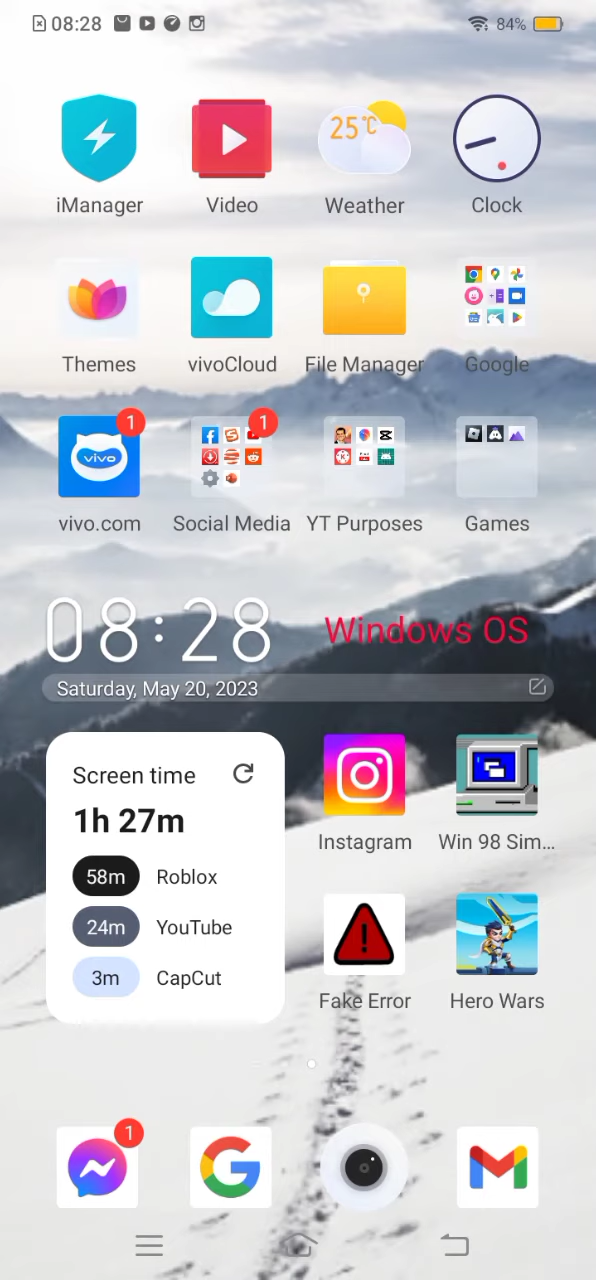 08:28
84%
25°C
iManager
Video
Weather
Clock
Themes
vivoCloud
File Manager
Google
1
1
vivo
vivo.com
Social Media
YT Purposes
Games
08:28
Windows OS
Saturday, May 20, 2023
Screen time
1h 27m
58m Roblox
24m YouTube
3m CapCut
Instagram
Win 98 Sim...
Fake Error
Hero Wars
1